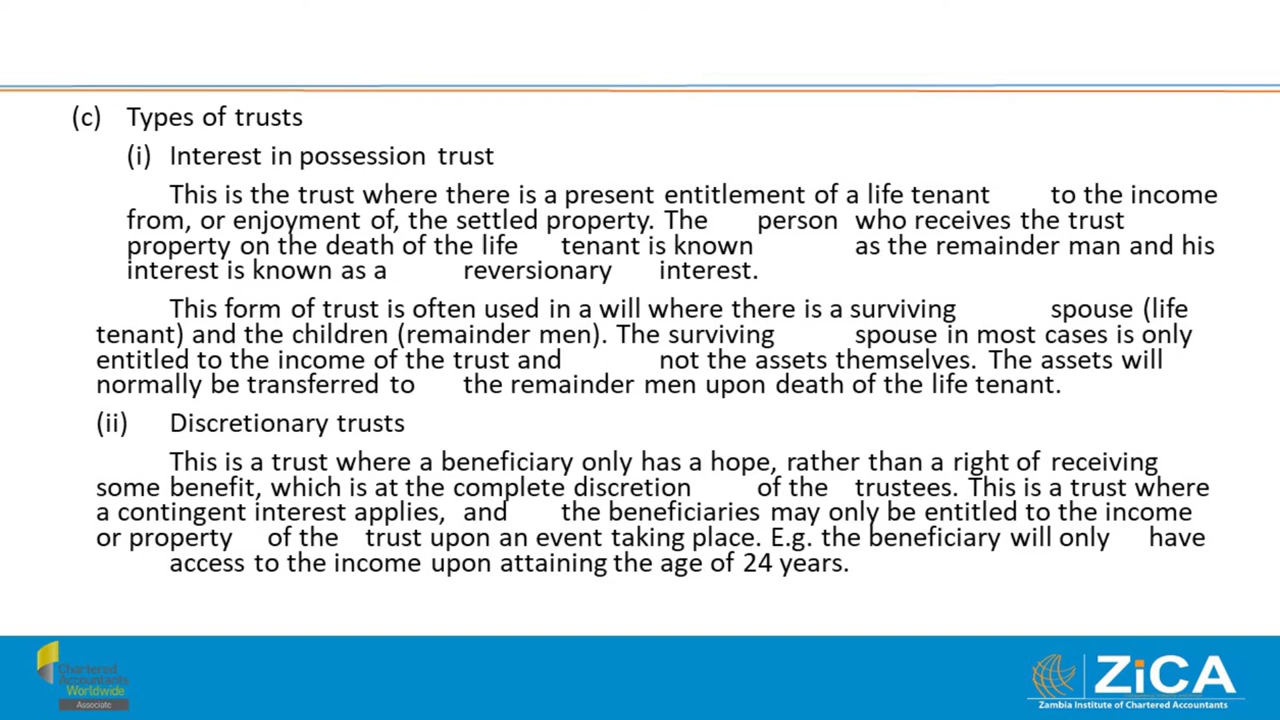 (c) Types of trusts
(i) Interest in possession trust
This is the trust where there is a present entitlement of a life tenant to the income
from, or enjoyment of, the settled property. The person who receives the trust
property on the death of the life tenant is known as the remainder man and his
interest is known as a reversionary interest.
This form of trust is often used in a will where there is a surviving spouse (life
tenant) and the children (remainder men). The surviving spouse in most cases is only
entitled to the income of the trust and not the assets themselves. The assets will
normally be transferred to the remainder men upon death of the life tenant.
(ii) Discretionary trusts
This is a trust where a beneficiary only has a hope, rather than a right of receiving
some benefit, which is at the complete discretion of the trustees. This is a trust where
a contingent interest applies, and the beneficiaries may only be entitled to the income
or property of the trust upon an event taking place. E.g. the beneficiary will only have
access to the income upon attaining the age of 24 years.
Chartered
Accountants
Worldwide
Associate
ZiCA
Zambia Institute of Chartered Accountants